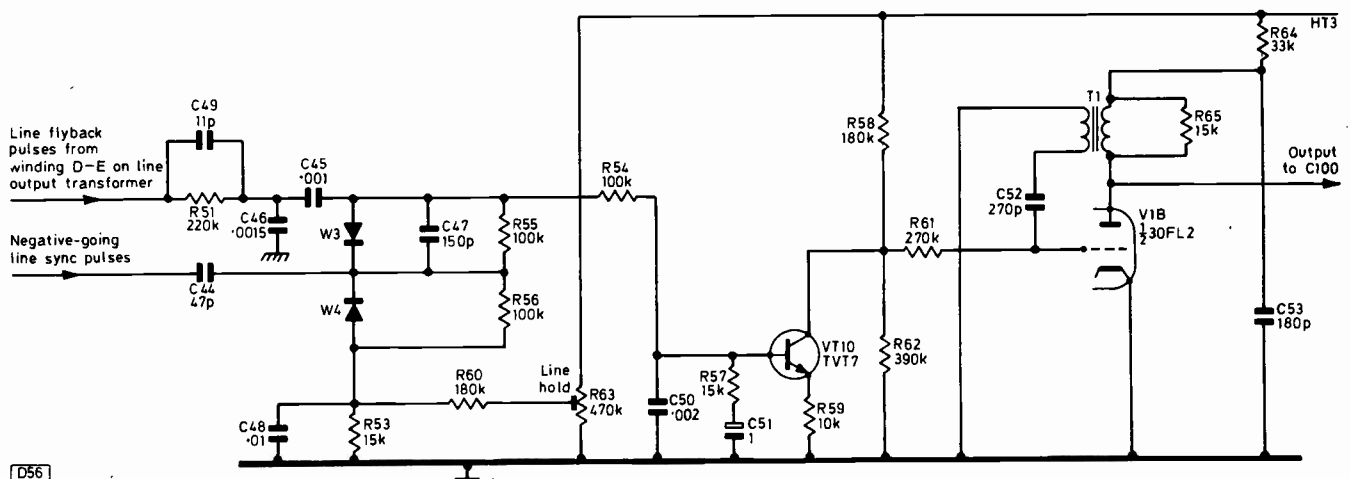 HT3
R64
33k
C49
11p
Line flyback
pulses from
winding D-E on line
output transformer
R51
220k
C45
·001
C46
·0015
W3
C47
150p
R55
100k
R54
100k
R58
180k
T1
R65
15k
Output
to C100
C52
270p
V1B
½30FL2
R61
270k
Negative-going
line sync pulses
C44
47p
W4
R56
100k
R60
180k
Line
hold
R63
470k
C50
·002
R57
15k
C51
1
VT10
TVT7
R59
10k
R62
390k
C53
180p
C48
·01
R53
15k
D56